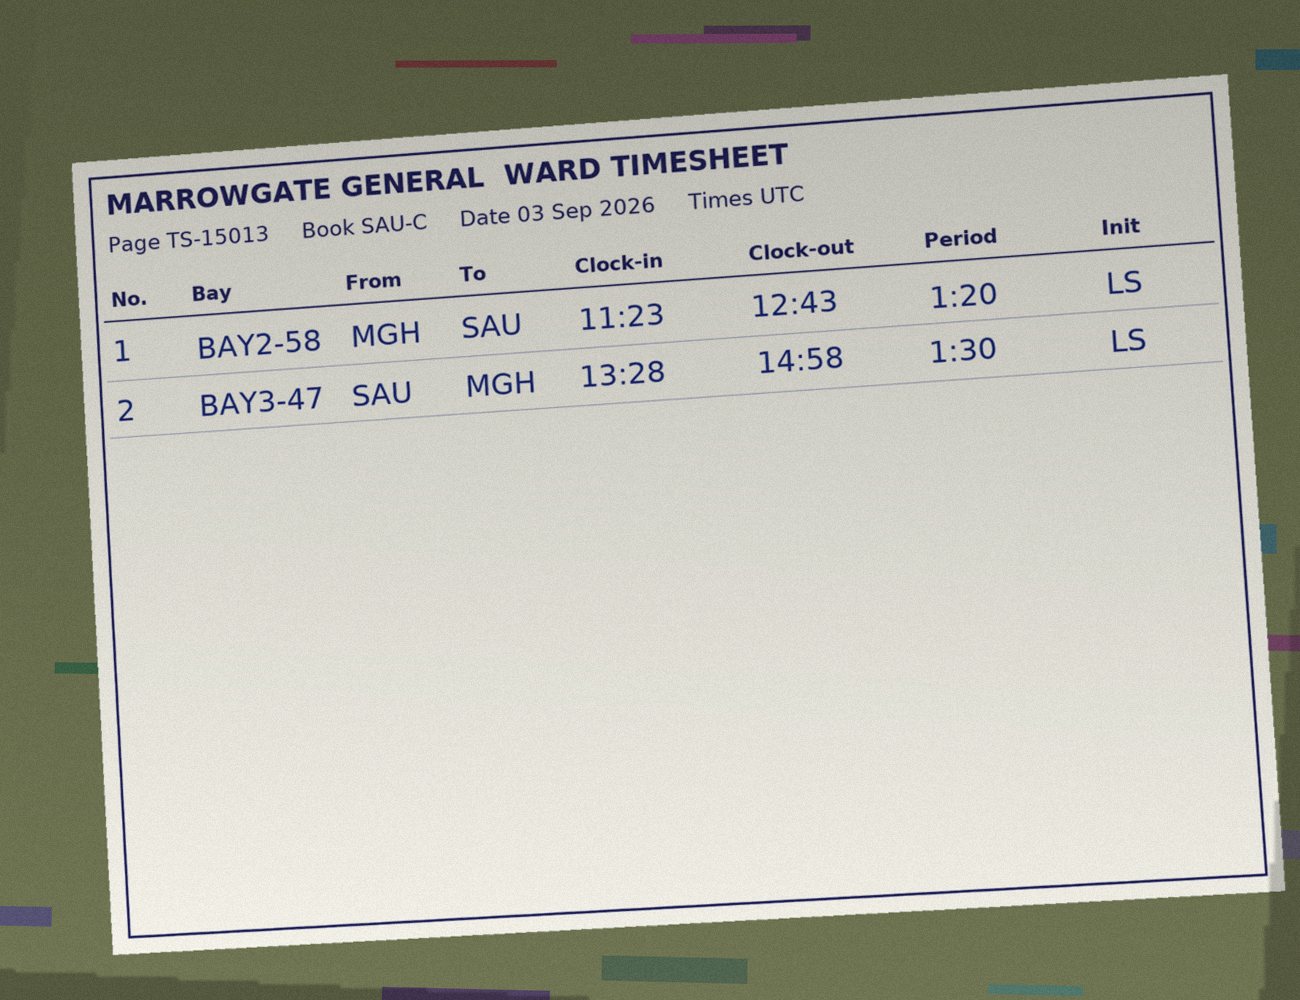 MARROWGATE GENERAL WARD TIMESHEET
Page TS-15013 Book SAU-C Date 03 Sep 2026 Times UTC
No. Bay From To Clock-in Clock-out Period Init
1 BAY2-58 MGH SAU 11:23 12:43 1:20 LS
2 BAY3-47 SAU MGH 13:28 14:58 1:30 LS